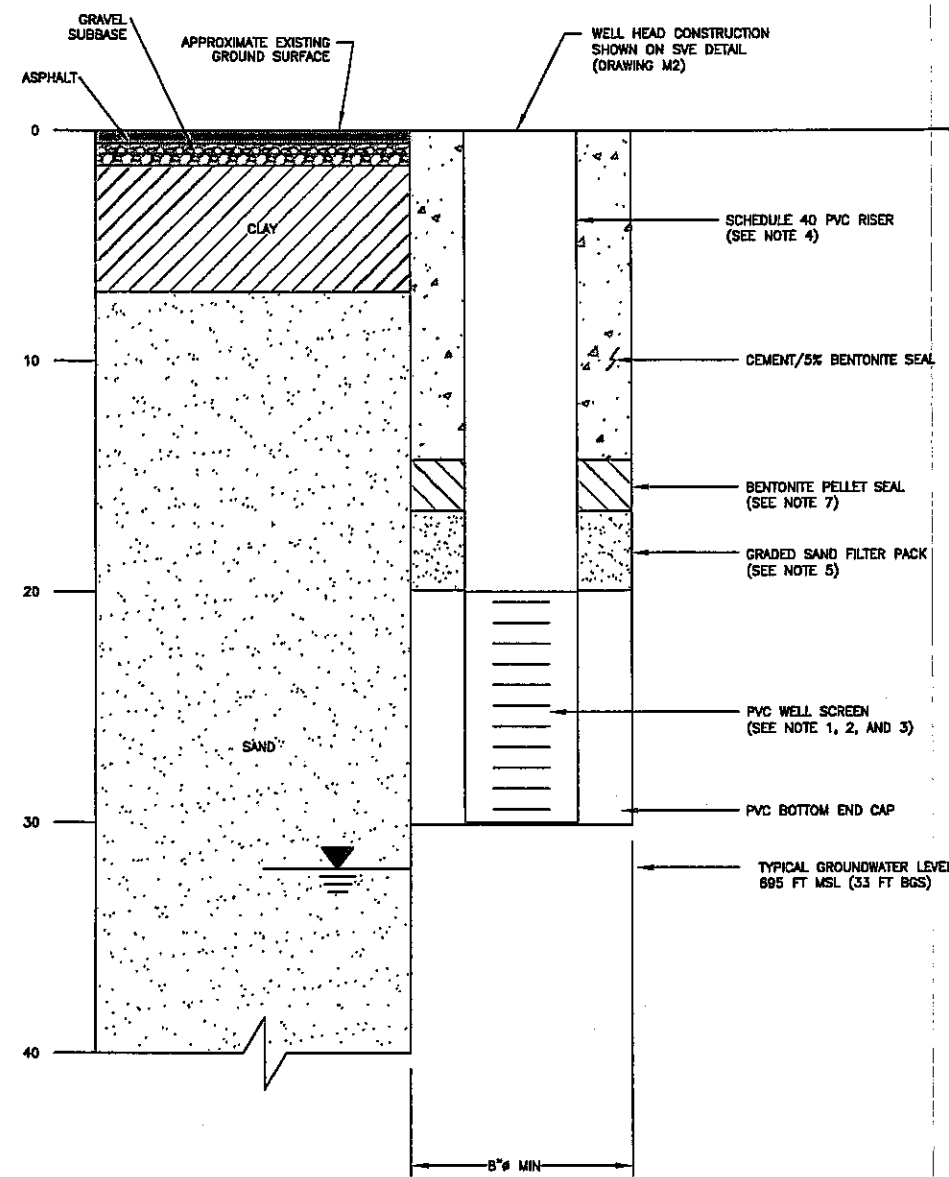 GRAVEL
SUBBASE
APPROXIMATE EXISTING
GROUND SURFACE
ASPHALT
WELL HEAD CONSTRUCTION
SHOWN ON SVE DETAIL
(DRAWING M2)
0
CLAY
SCHEDULE 40 PVC RISER
(SEE NOTE 4)
10
CEMENT/5% BENTONITE SEAL
BENTONITE PELLET SEAL
(SEE NOTE 7)
GRADED SAND FILTER PACK
(SEE NOTE 5)
20
PVC WELL SCREEN
(SEE NOTE 1, 2, AND 3)
SAND
PVC BOTTOM END CAP
30
TYPICAL GROUNDWATER LEVEL
695 FT MSL (33 FT BGS)
40
8"ø MIN